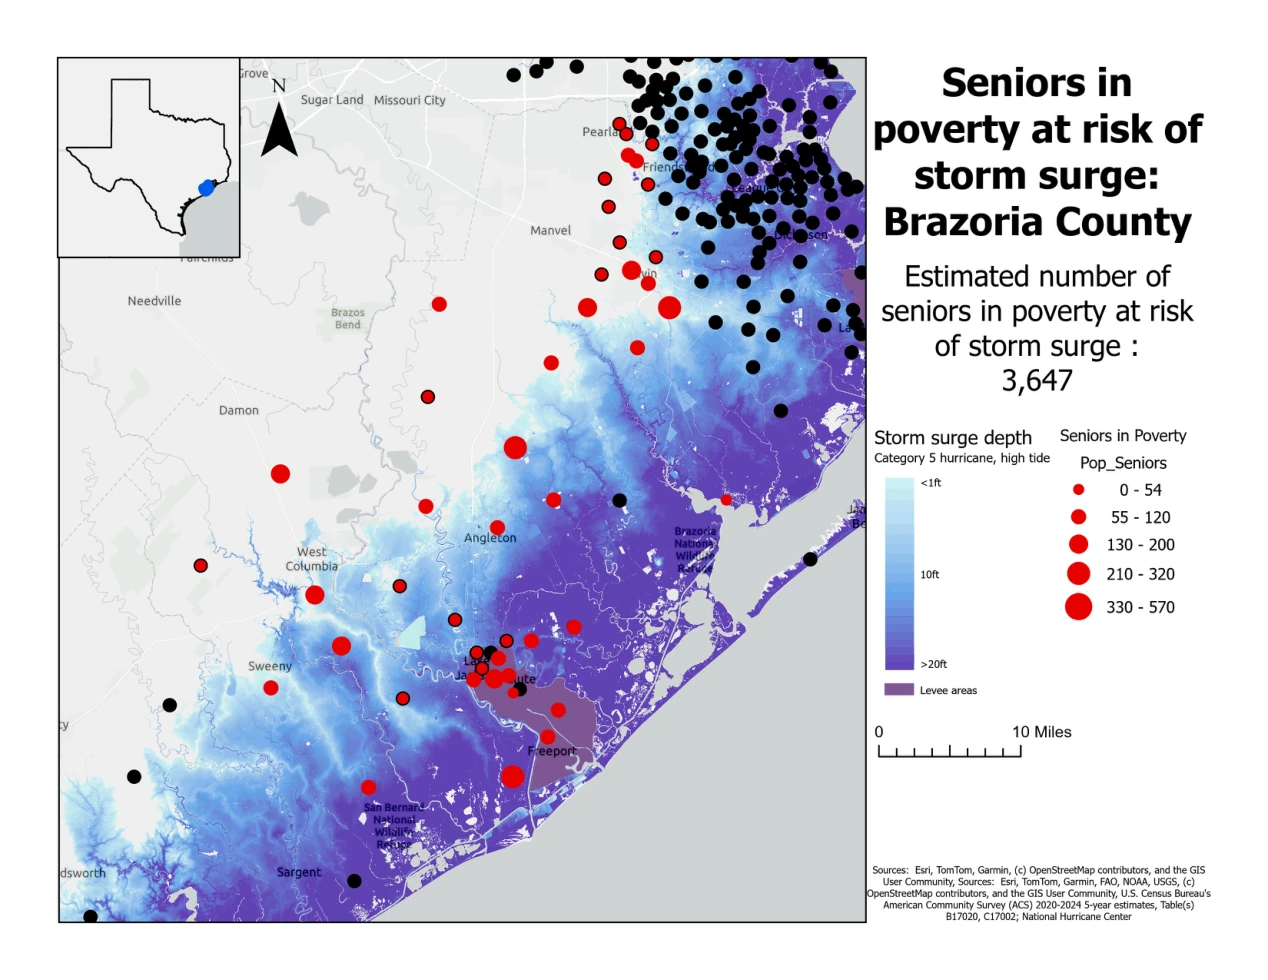 Seniors in
poverty at risk of
storm surge:
Brazoria County
Estimated number of
seniors in poverty at risk
of storm surge :
3,647
Storm surge depth
Category 5 hurricane, high tide
<1ft
10ft
>20ft
Levee areas
Seniors in Poverty
Pop_Seniors
0 - 54
55 - 120
130 - 200
210 - 320
330 - 570
0
10 Miles
N
Grove
Sugar Land
Missouri City
Manvel
Needville
Brazos
Bend
Damon
Angleton
West
Columbia
Sweeny
Brazoria
National
Wildlife
Refuge
Freeport
San Bernard
National
Wildlife
Refuge
Sargent
dsworth
Sources: Esri, TomTom, Garmin, (c) OpenStreetMap contributors, and the GIS
User Community, Sources: Esri, TomTom, Garmin, FAO, NOAA, USGS, (c)
OpenStreetMap contributors, and the GIS User Community, U.S. Census Bureau's
American Community Survey (ACS) 2020-2024 5-year estimates, Table(s)
B17020, C17002; National Hurricane Center